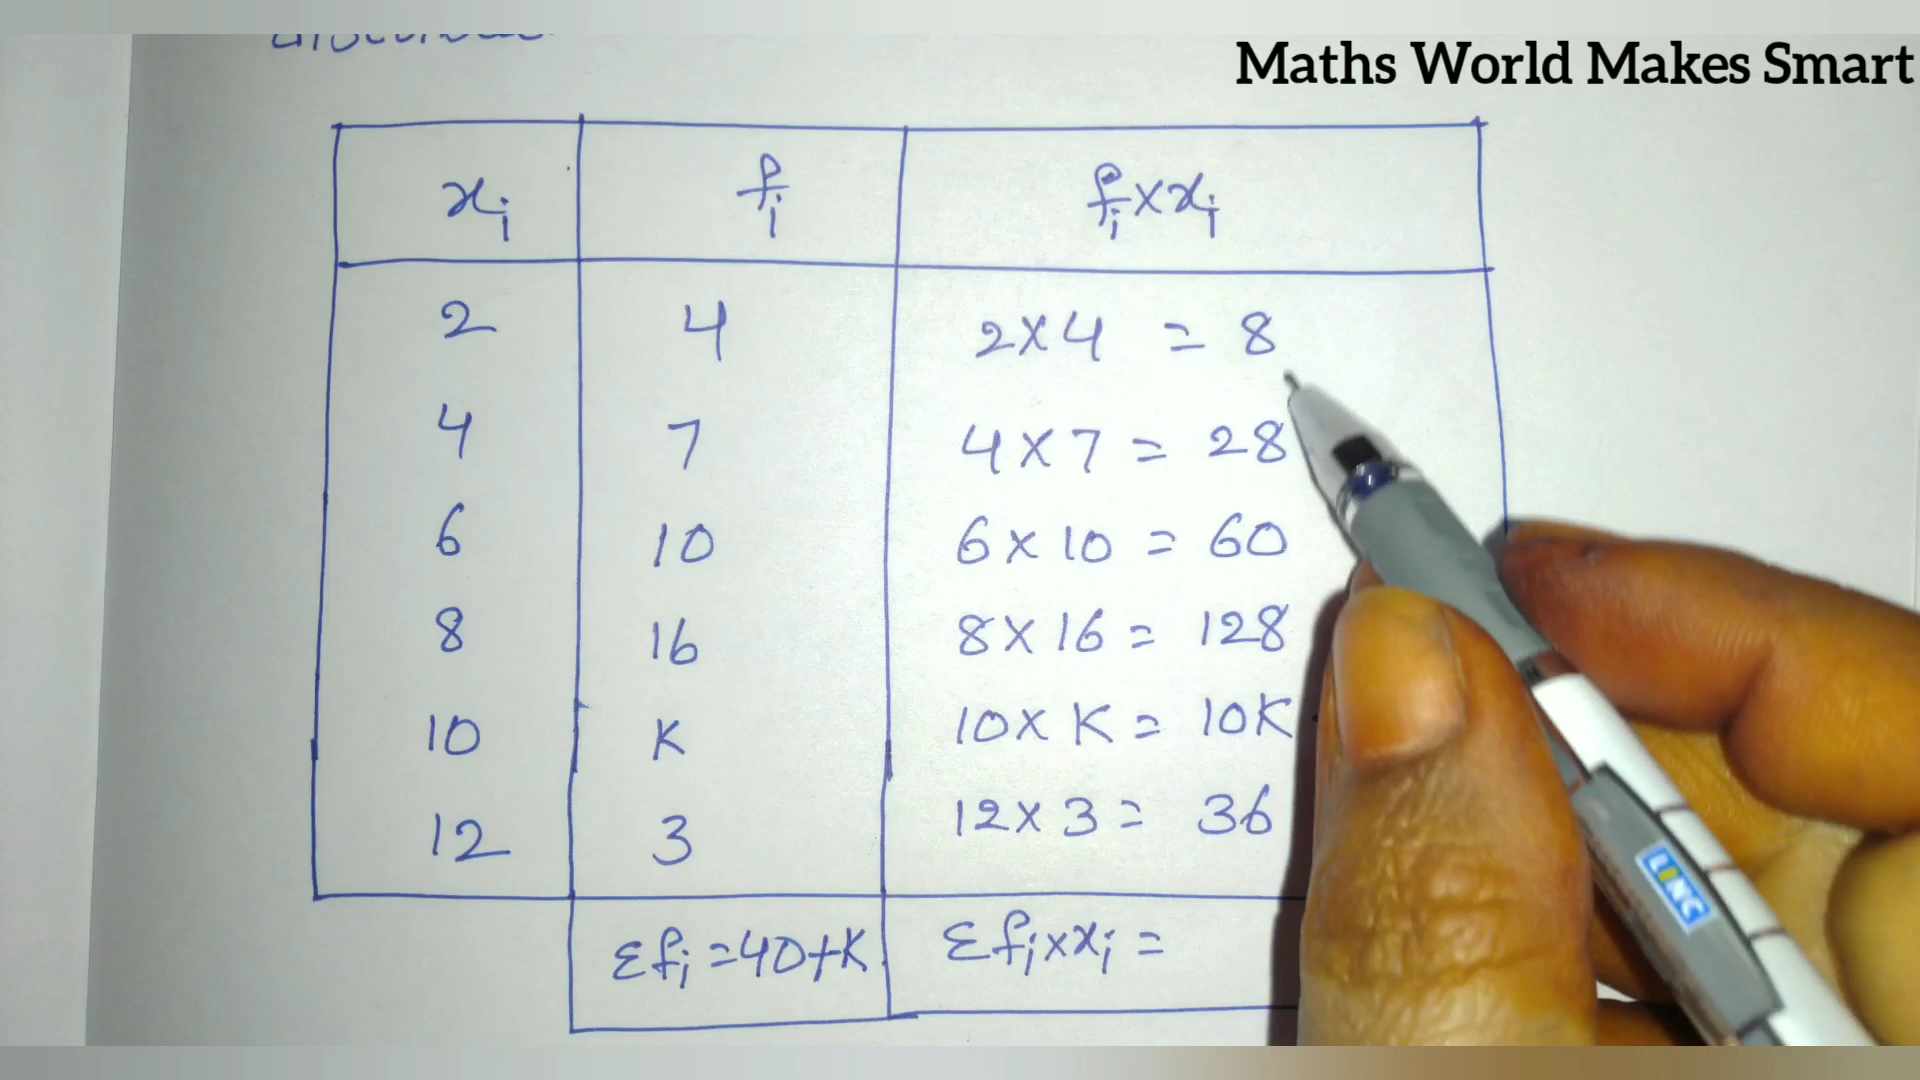 Maths World Makes Smart
xi fi fi×xi
2 4 2×4 = 8
4 7 4×7 = 28
6 10 6×10 = 60
8 16 8×16 = 128
10 K 10×K = 10K
12 3 12×3 = 36
Σfi=40+K Σfi×xi =
LINC